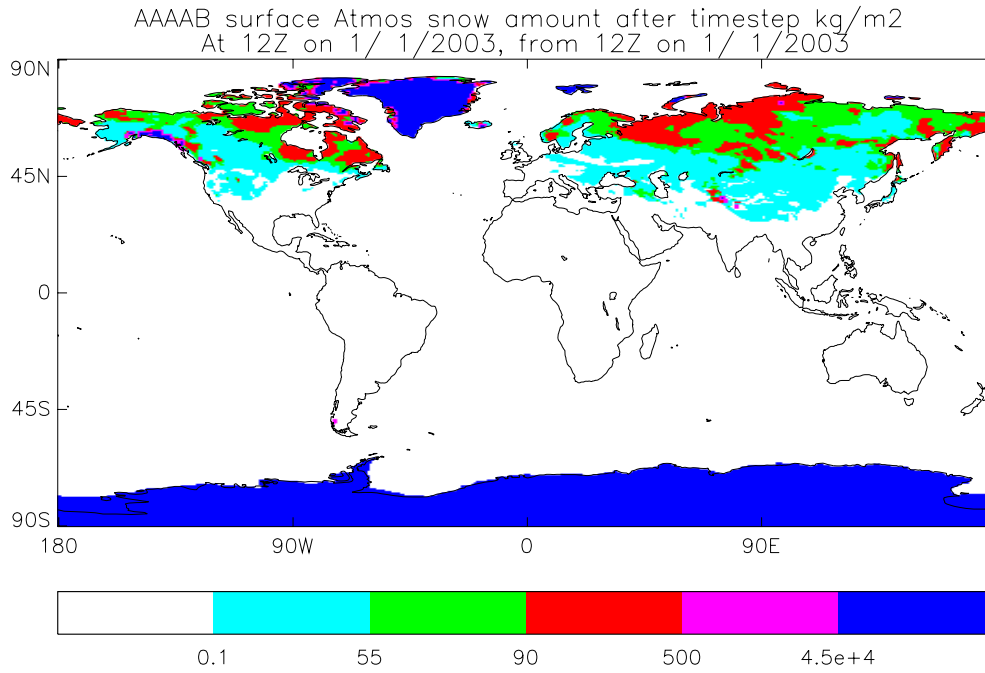 AAAAB surface Atmos snow amount after timestep kg/m2
At 12Z on 1/ 1/2003, from 12Z on 1/ 1/2003
90N
45N
0
45S
90S
180 90W 0 90E
0.1 55 90 500 4.5e+4